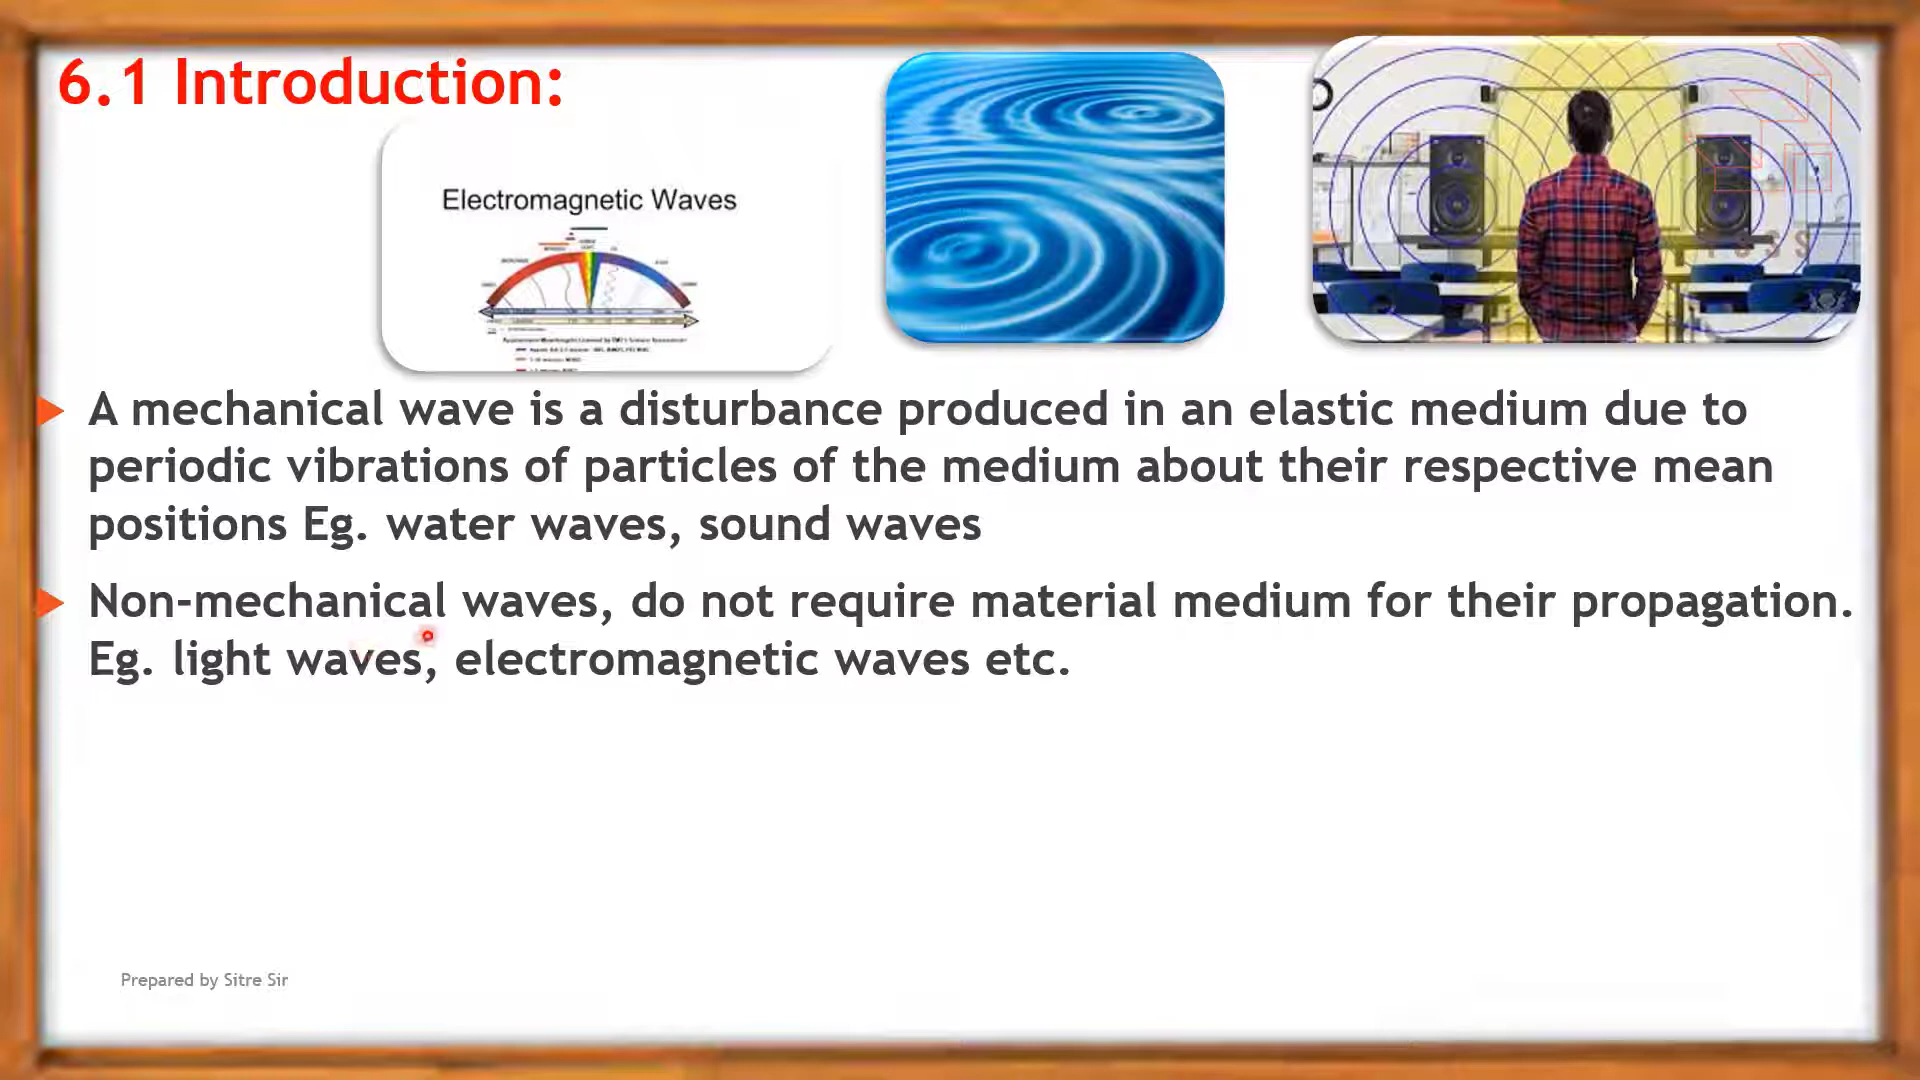 6.1 Introduction:
Electromagnetic Waves
A mechanical wave is a disturbance produced in an elastic medium due to
periodic vibrations of particles of the medium about their respective mean
positions Eg. water waves, sound waves
Non-mechanical waves, do not require material medium for their propagation.
Eg. light waves, electromagnetic waves etc.
Prepared by Sitre Sir